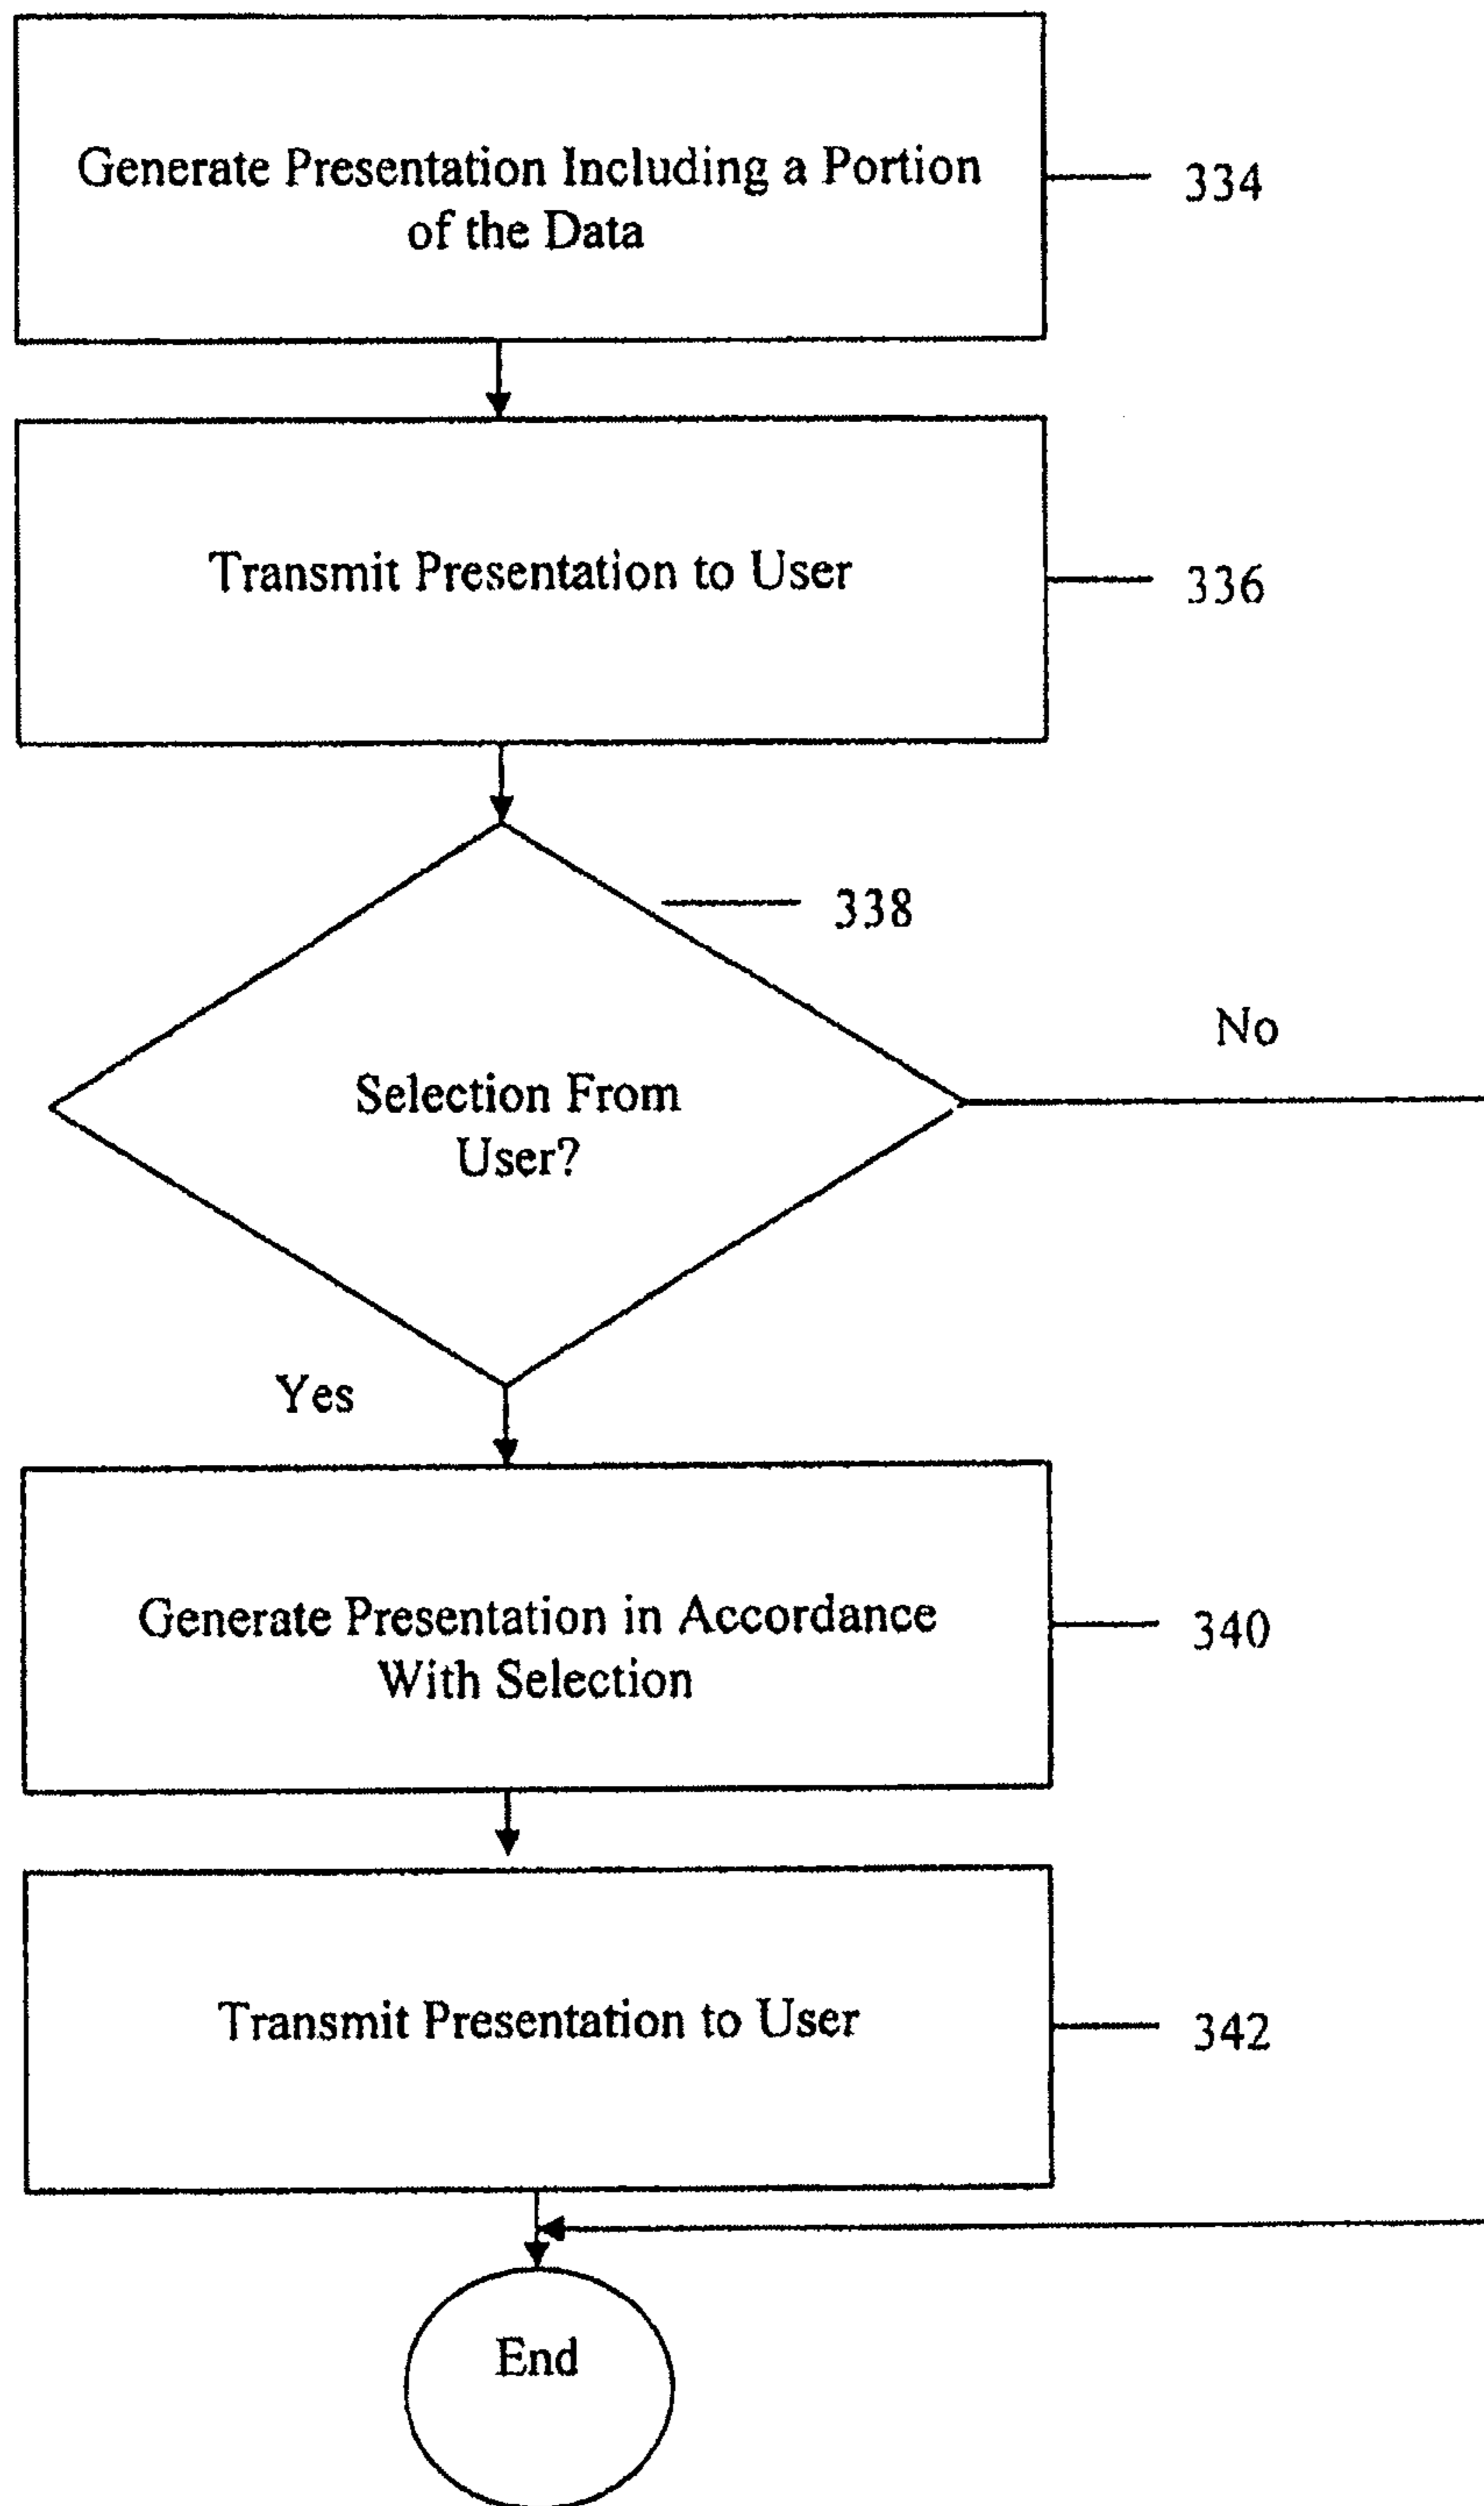 Generate Presentation Including a Portion
of the Data
334
Transmit Presentation to User
336
338
No
Selection From
User?
Yes
Generate Presentation in Accordance
With Selection
340
Transmit Presentation to User
342
End